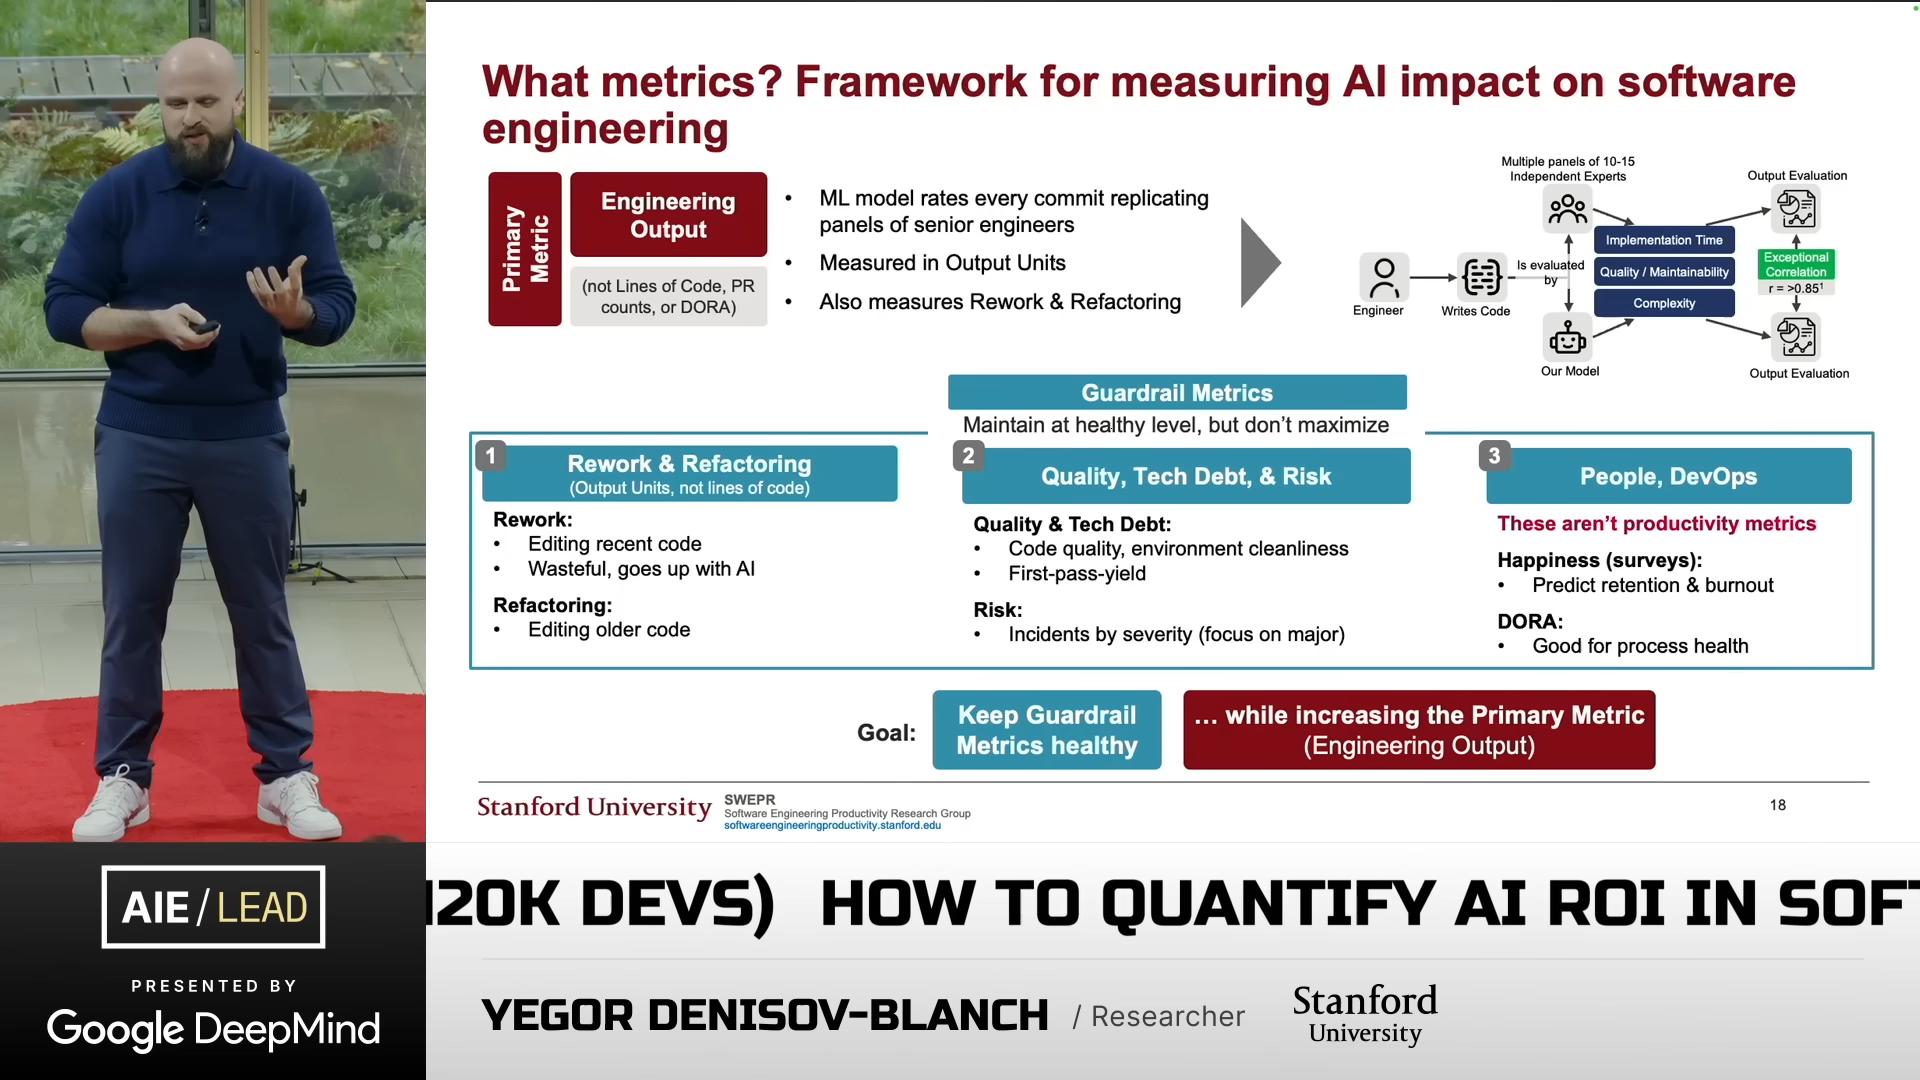 What metrics? Framework for measuring AI impact on software
engineering
Primary
Metric
Engineering
Output
(not Lines of Code, PR
counts, or DORA)
• ML model rates every commit replicating
panels of senior engineers
• Measured in Output Units
• Also measures Rework & Refactoring
Multiple panels of 10-15
Independent Experts
Engineer
Writes Code
Is evaluated
by
Our Model
Implementation Time
Quality / Maintainability
Complexity
Output Evaluation
Exceptional
Correlation
r = >0.85¹
Output Evaluation
Guardrail Metrics
Maintain at healthy level, but don't maximize
1
Rework & Refactoring
(Output Units, not lines of code)
Rework:
• Editing recent code
• Wasteful, goes up with AI
Refactoring:
• Editing older code
2
Quality, Tech Debt, & Risk
Quality & Tech Debt:
• Code quality, environment cleanliness
• First-pass-yield
Risk:
• Incidents by severity (focus on major)
3
People, DevOps
These aren't productivity metrics
Happiness (surveys):
• Predict retention & burnout
DORA:
• Good for process health
Goal:
Keep Guardrail
Metrics healthy
... while increasing the Primary Metric
(Engineering Output)
Stanford University
SWEPR
Software Engineering Productivity Research Group
softwareengineeringproductivity.stanford.edu
18
AIE/LEAD
PRESENTED BY
Google DeepMind
120K DEVS) HOW TO QUANTIFY AI ROI IN SOFT
YEGOR DENISOV-BLANCH / Researcher
Stanford
University